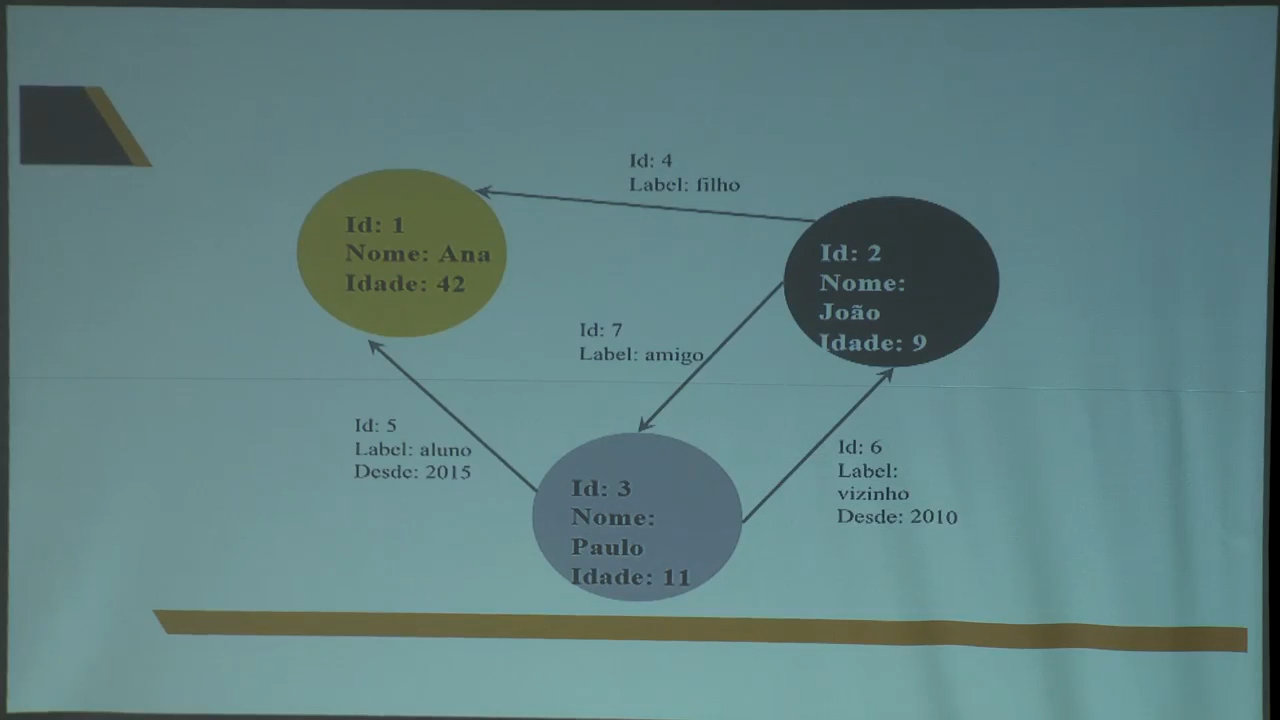 Id: 4
Label: filho
Id: 1
Nome: Ana
Idade: 42
Id: 2
Nome:
João
Idade: 9
Id: 7
Label: amigo
Id: 5
Label: aluno
Desde: 2015
Id: 6
Label:
vizinho
Desde: 2010
Id: 3
Nome:
Paulo
Idade: 11